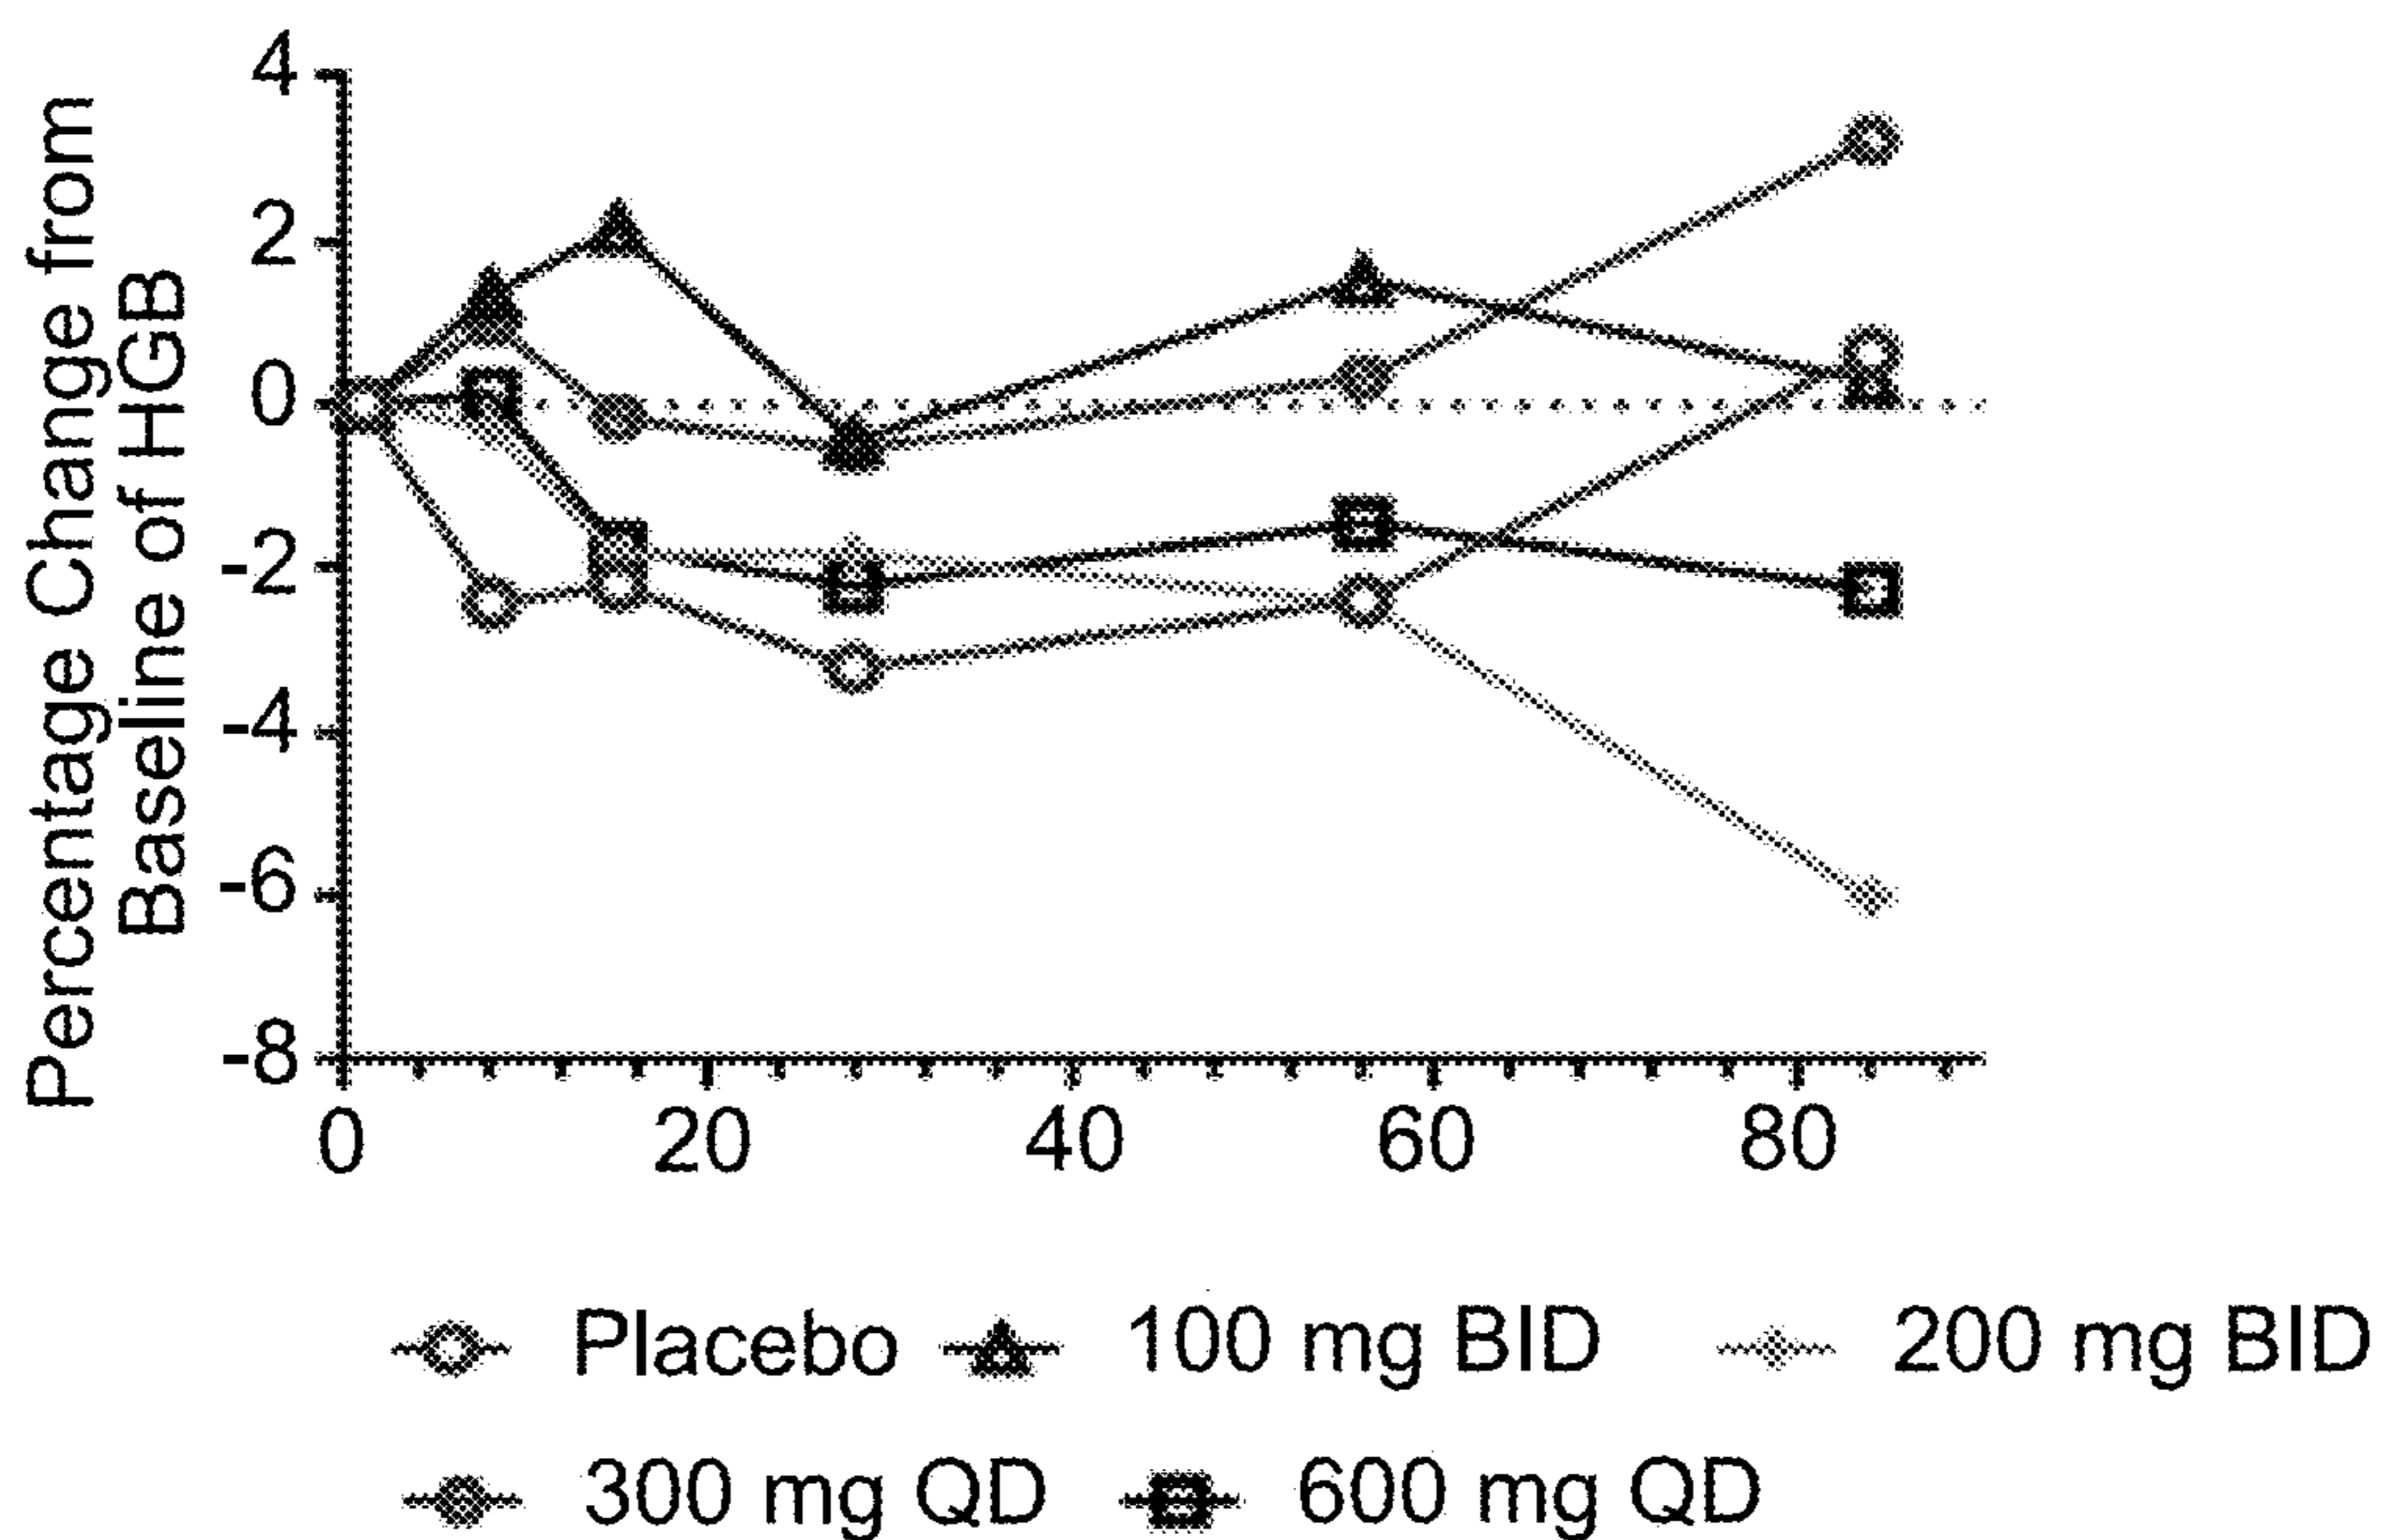 Percentage Change from
Baseline of HGB
4
2
0
-2
-4
-6
-8
0 20 40 60 80
Placebo 100 mg BID 200 mg BID
300 mg QD 600 mg QD